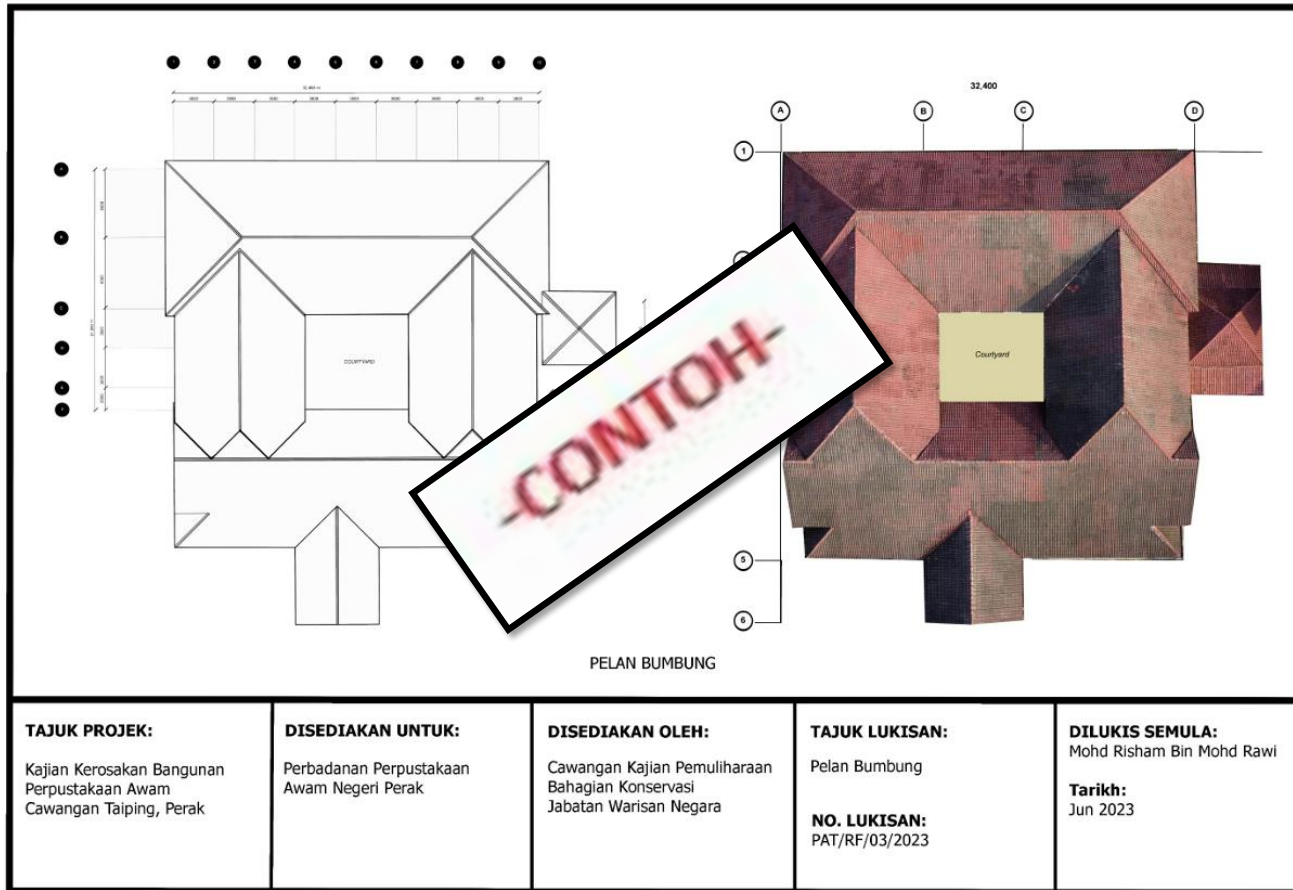 32,400
A
B
C
D
1
COURTYARD
Courtyard
-CONTOH-
5
6
PELAN BUMBUNG
TAJUK PROJEK:
Kajian Kerosakan Bangunan
Perpustakaan Awam
Cawangan Taiping, Perak
DISEDIAKAN UNTUK:
Perbadanan Perpustakaan
Awam Negeri Perak
DISEDIAKAN OLEH:
Cawangan Kajian Pemuliharaan
Bahagian Konservasi
Jabatan Warisan Negara
TAJUK LUKISAN:
Pelan Bumbung
NO. LUKISAN:
PAT/RF/03/2023
DILUKIS SEMULA:
Mohd Risham Bin Mohd Rawi
Tarikh:
Jun 2023